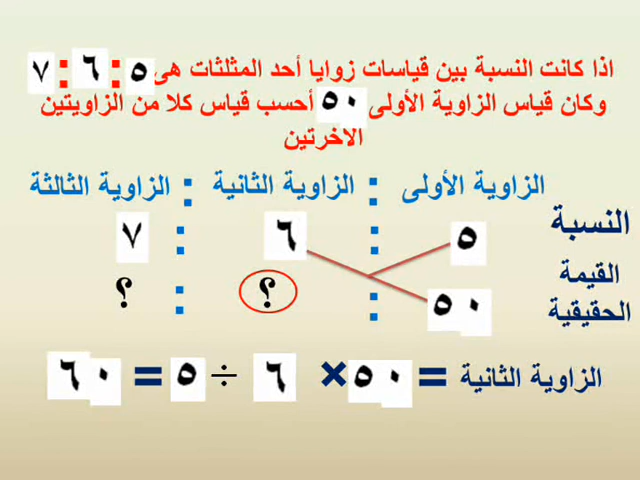 اذا كانت النسبة بين قياسات زوايا أحد المثلثات هى ٥ : ٦ : ٧
وكان قياس الزاوية الأولى ٥٠ أحسب قياس كلا من الزاويتين
الاخرتين
الزاوية الأولى : الزاوية الثانية : الزاوية الثالثة
النسبة ٥ : ٦ : ٧
القيمة
الحقيقية ٥٠ : ؟ : ؟
الزاوية الثانية = ٥٠ × ٦ ÷ ٥ = ٦٠